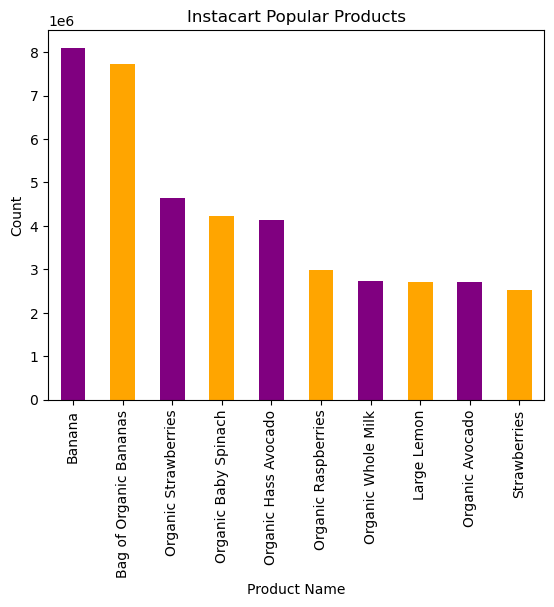 Instacart Popular Products
1e6
8
7
6
5
4
3
2
1
0
Count
Banana
Bag of Organic Bananas
Organic Strawberries
Organic Baby Spinach
Organic Hass Avocado
Organic Raspberries
Organic Whole Milk
Large Lemon
Organic Avocado
Strawberries
Product Name